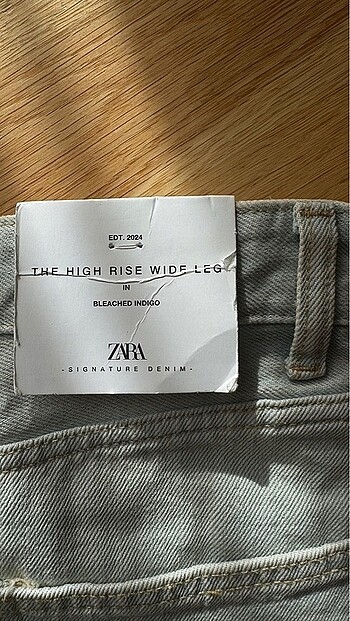 EDT. 2024
THE HIGH RISE WIDE LEG
IN
BLEACHED INDIGO
ZARA
-SIGNATURE DENIM-